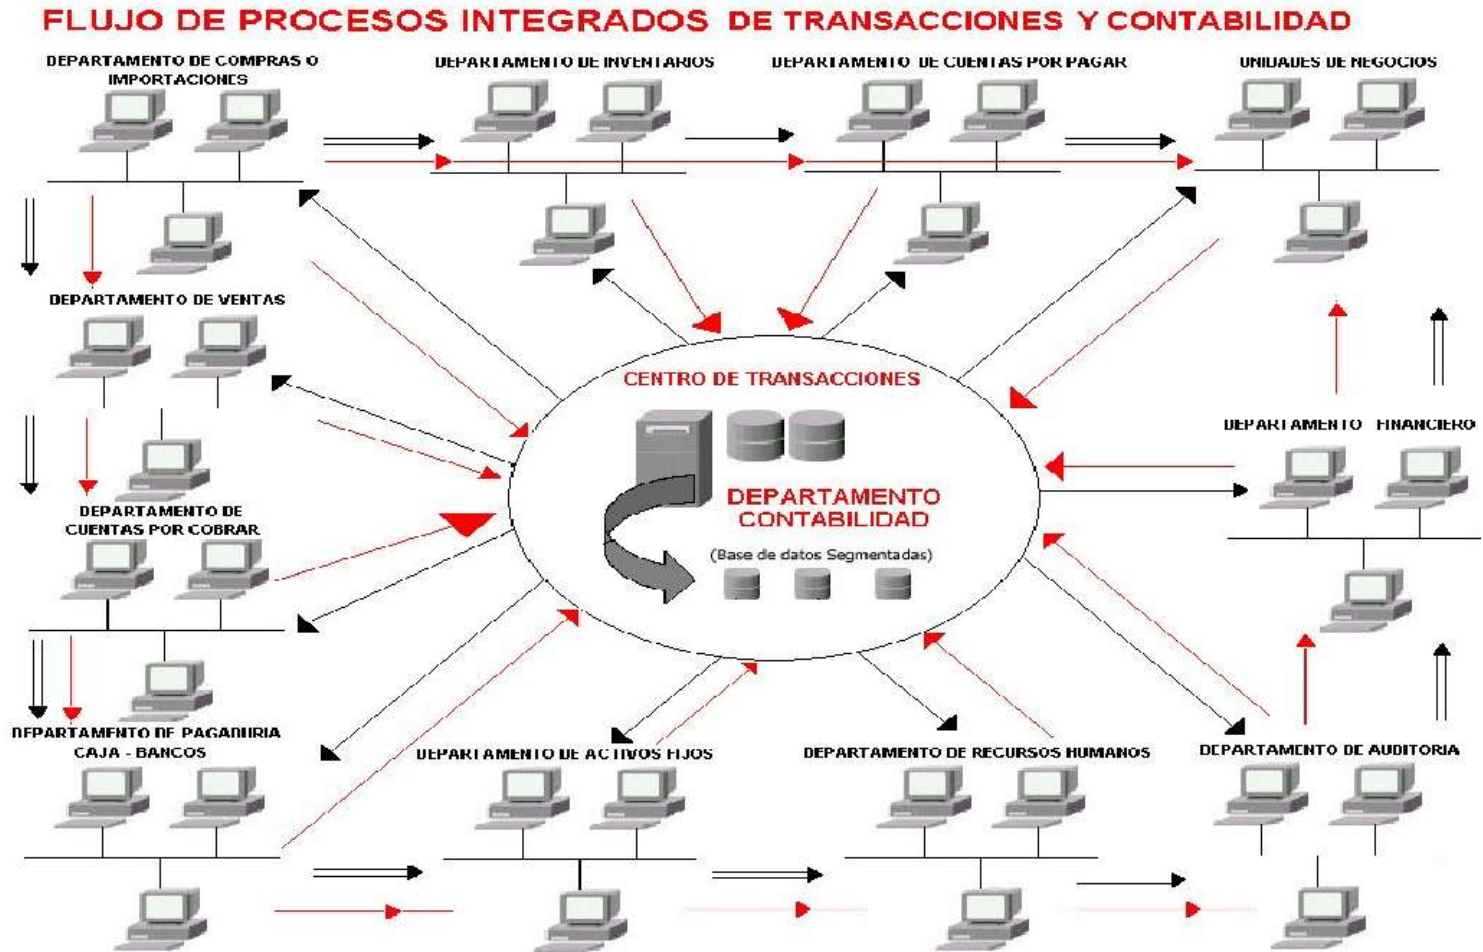 FLUJO DE PROCESOS INTEGRADOS DE TRANSACCIONES Y CONTABILIDAD
DEPARTAMENTO DE COMPRAS O
IMPORTACIONES
DEPARTAMENTO DE INVENTARIOS
DEPARTAMENTO DE CUENTAS POR PAGAR
UNIDADES DE NEGOCIOS
DEPARTAMENTO DE VENTAS
CENTRO DE TRANSACCIONES
DEPARTAMENTO FINANCIERO
DEPARTAMENTO
CONTABILIDAD
(Base de datos Segmentadas)
DEPARTAMENTO DE
CUENTAS POR COBRAR
DEPARTAMENTO DE PAGADURIA
CAJA - BANCOS
DEPARTAMENTO DE ACTIVOS FIJOS
DEPARTAMENTO DE RECURSOS HUMANOS
DEPARTAMENTO DE AUDITORIA